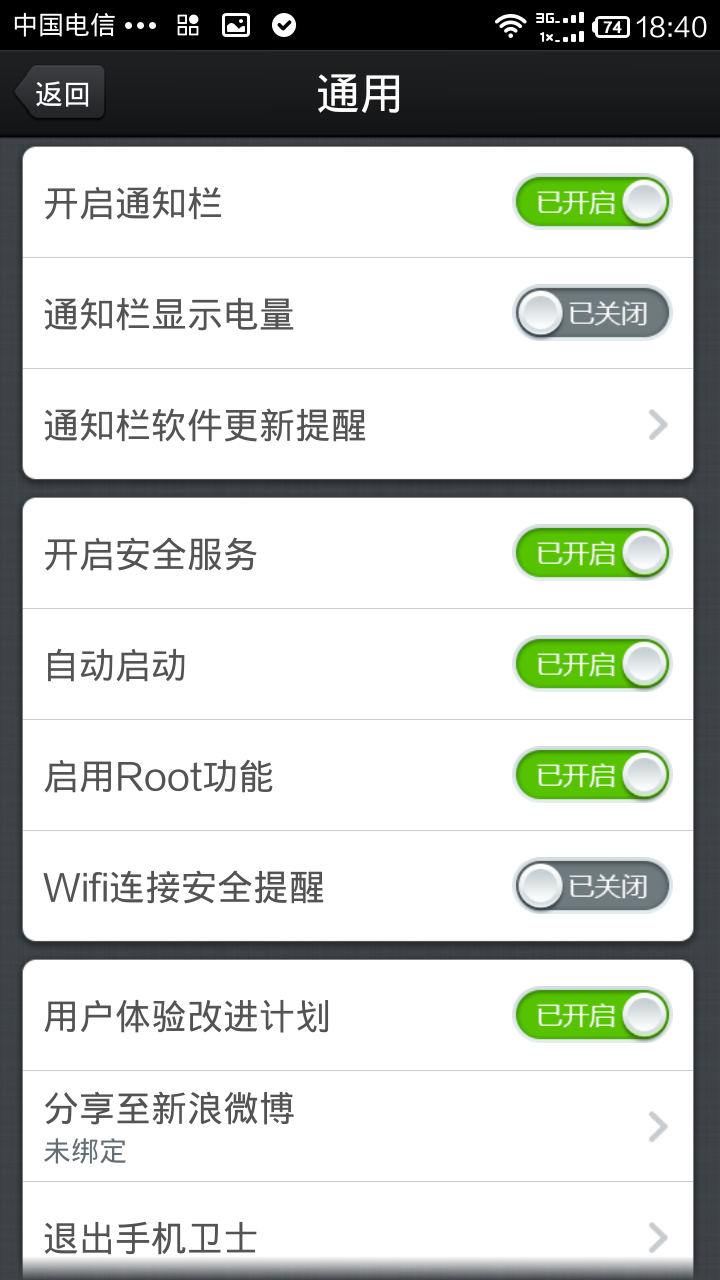 中国电信 ••• 3G 1× 74 18:40
返回 通用
开启通知栏 已开启
通知栏显示电量 已关闭
通知栏软件更新提醒
开启安全服务 已开启
自动启动 已开启
启用Root功能 已开启
Wifi连接安全提醒 已关闭
用户体验改进计划 已开启
分享至新浪微博
未绑定
退出手机卫士